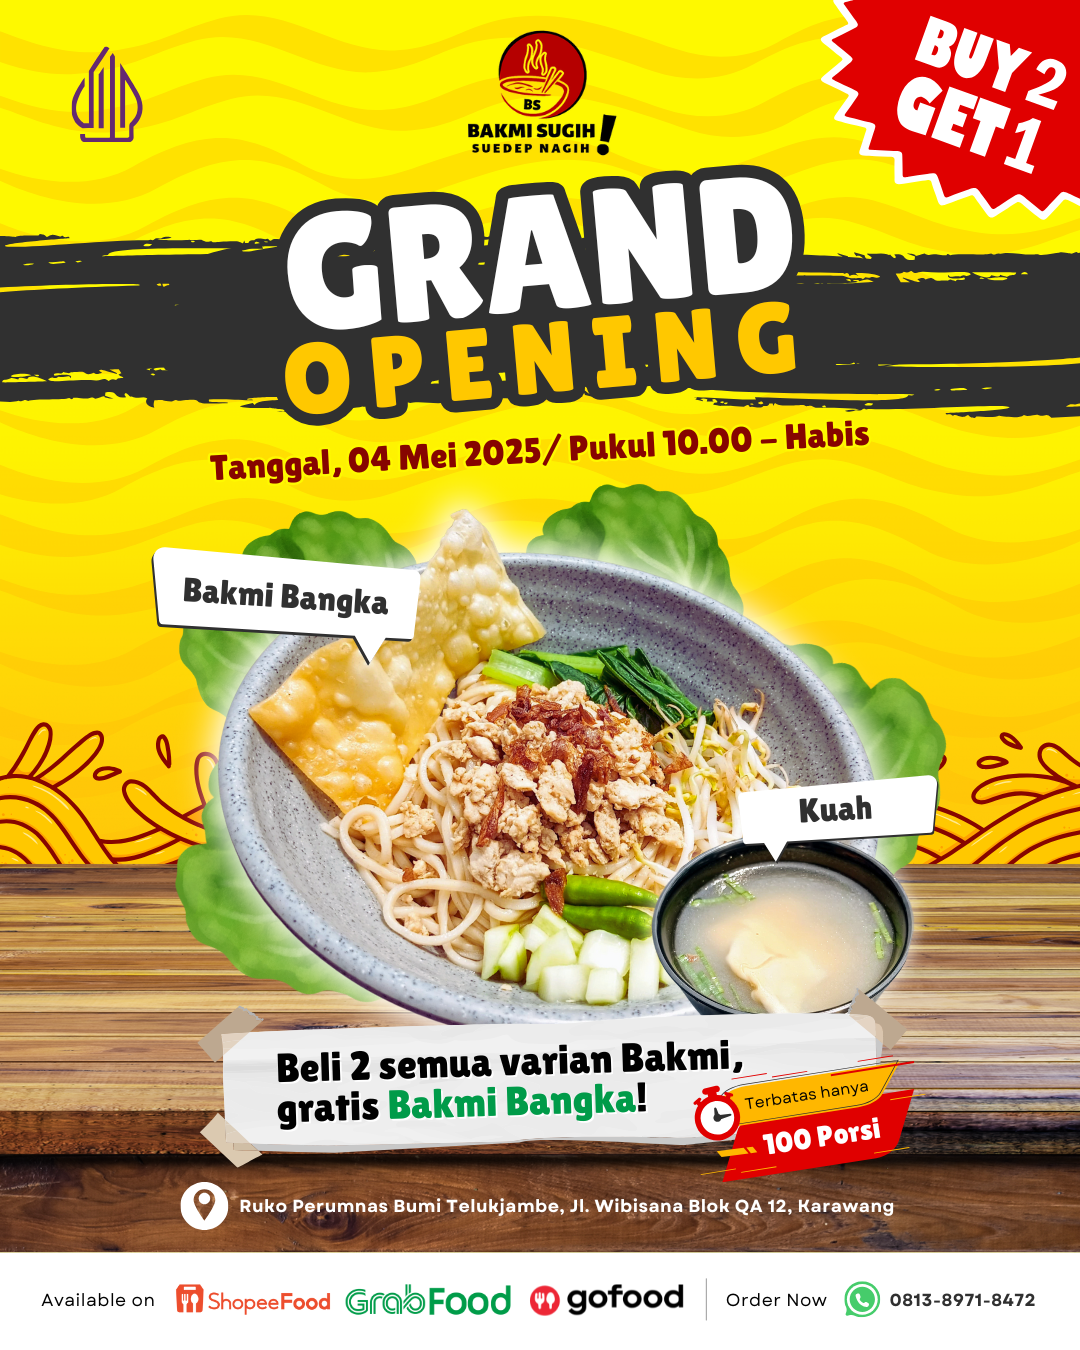 BUY 2
GET 1
BS
BAKMI SUGIH!
SUEDEP NAGIH
GRAND
OPENING
Tanggal, 04 Mei 2025/ Pukul 10.00 – Habis
Bakmi Bangka
Kuah
Beli 2 semua varian Bakmi,
gratis Bakmi Bangka!
Terbatas hanya
100 Porsi
Ruko Perumnas Bumi Telukjambe, Jl. Wibisana Blok QA 12, Karawang
Available on ShopeeFood GrabFood gofood Order Now 0813-8971-8472